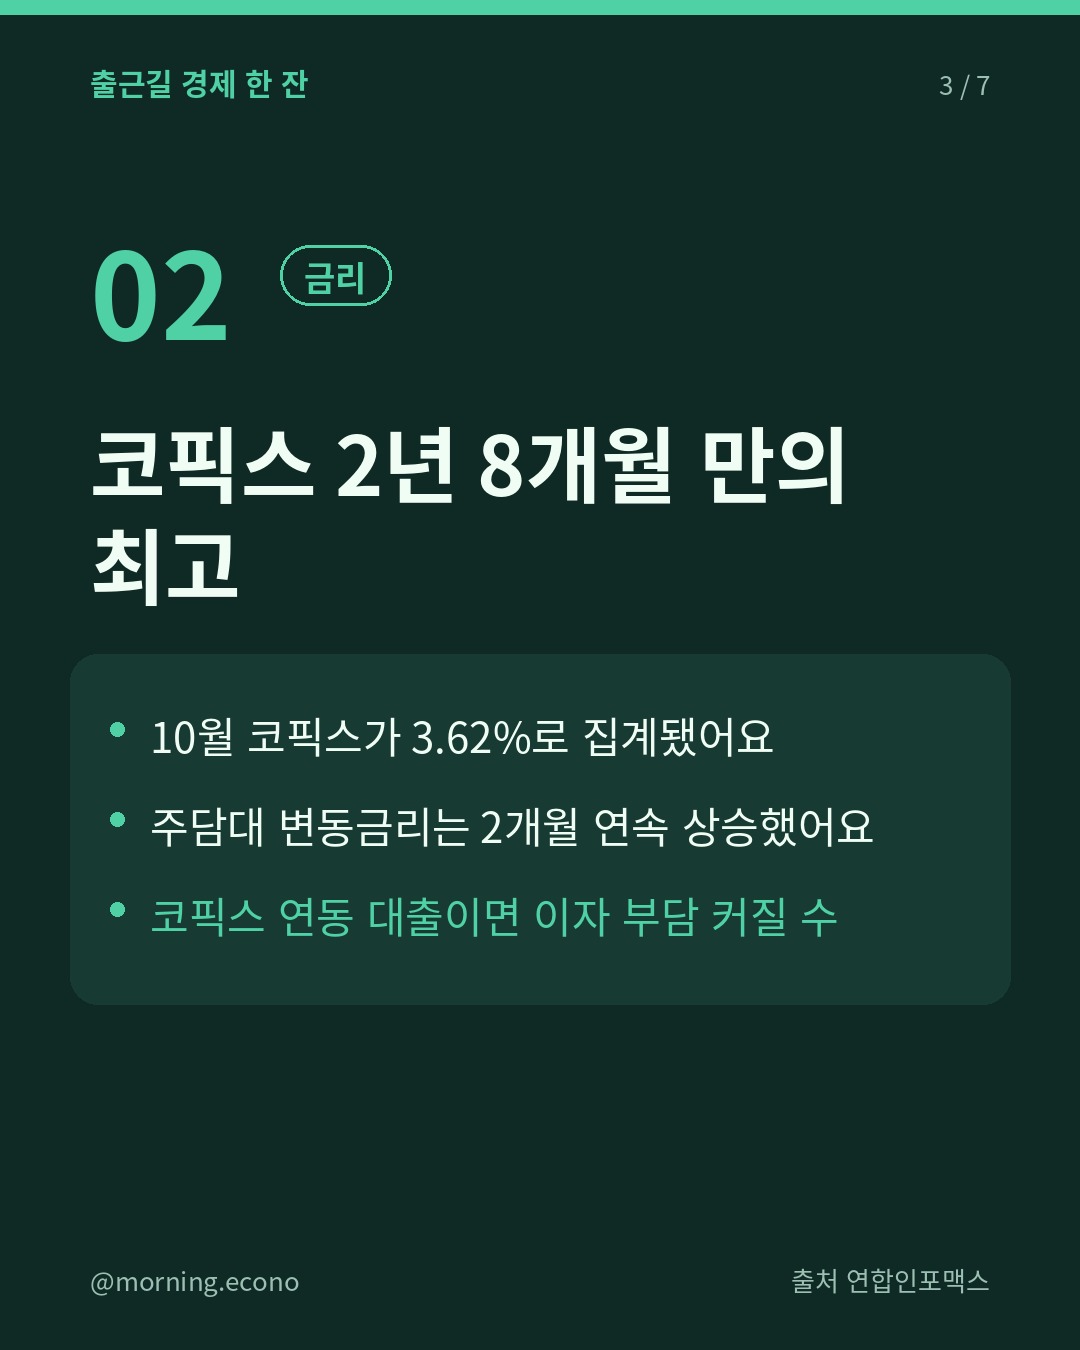 출근길 경제 한 잔
3 / 7
02
금리
코픽스 2년 8개월 만의
최고
• 10월 코픽스가 3.62%로 집계됐어요
• 주담대 변동금리는 2개월 연속 상승했어요
• 코픽스 연동 대출이면 이자 부담 커질 수
@morning.econo
출처 연합인포맥스